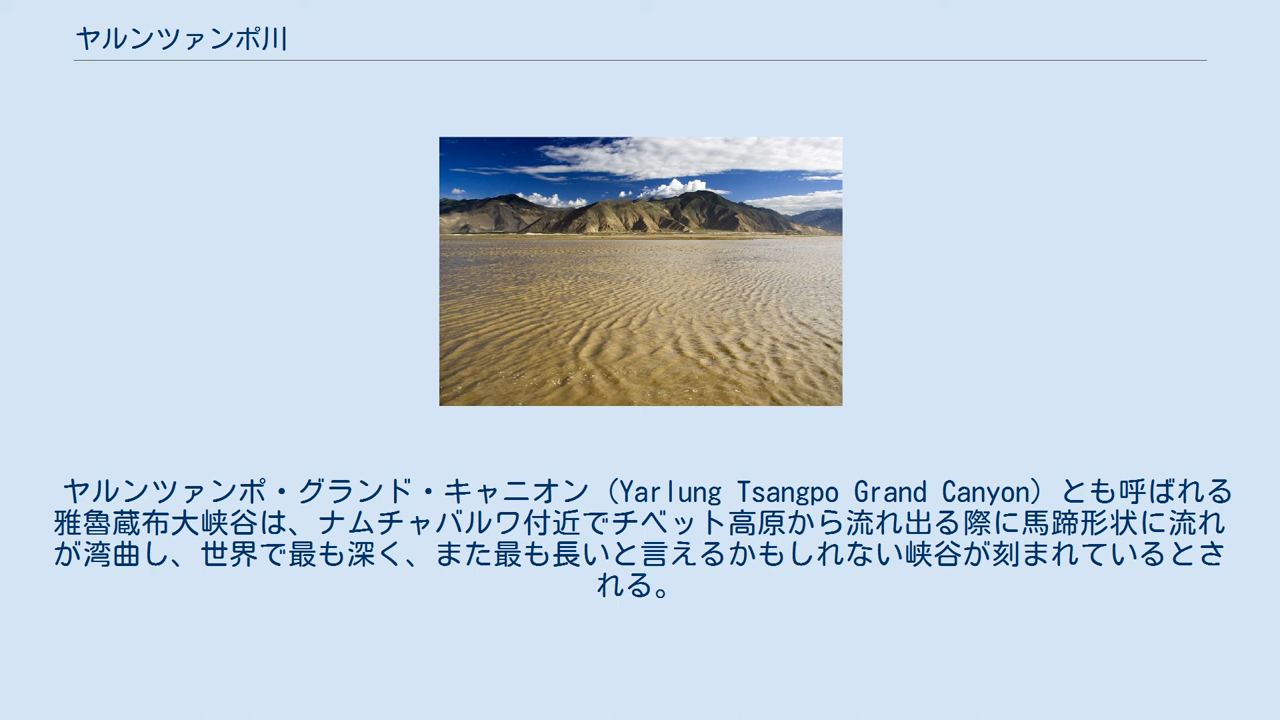 ヤルンツァンポ川
ヤルンツァンポ・グランド・キャニオン（Yarlung Tsangpo Grand Canyon）とも呼ばれる
雅魯蔵布大峡谷は、ナムチャバルワ付近でチベット高原から流れ出る際に馬蹄形状に流れ
が湾曲し、世界で最も深く、また最も長いと言えるかもしれない峡谷が刻まれているとさ
れる。